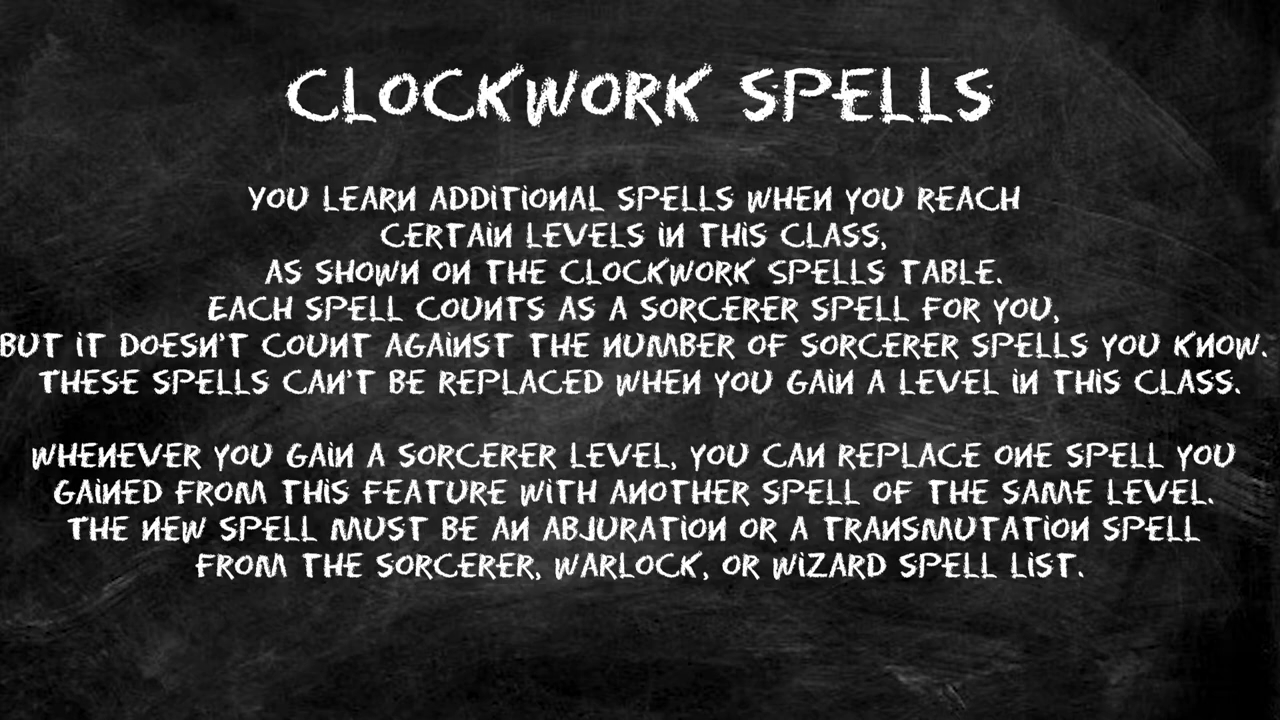 CLOCKWORK SPELLS
YOU LEARN ADDITIONAL SPELLS WHEN YOU REACH
CERTAIN LEVELS IN THIS CLASS,
AS SHOWN ON THE CLOCKWORK SPELLS TABLE.
EACH SPELL COUNTS AS A SORCERER SPELL FOR YOU,
BUT IT DOESN'T COUNT AGAINST THE NUMBER OF SORCERER SPELLS YOU KNOW.
THESE SPELLS CAN'T BE REPLACED WHEN YOU GAIN A LEVEL IN THIS CLASS.
WHENEVER YOU GAIN A SORCERER LEVEL, YOU CAN REPLACE ONE SPELL YOU
GAINED FROM THIS FEATURE WITH ANOTHER SPELL OF THE SAME LEVEL.
THE NEW SPELL MUST BE AN ABJURATION OR A TRANSMUTATION SPELL
FROM THE SORCERER, WARLOCK, OR WIZARD SPELL LIST.